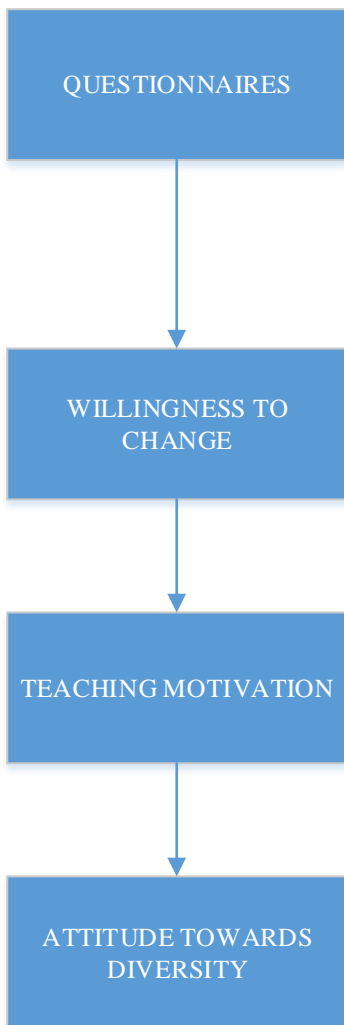 QUESTIONNAIRES
WILLINGNESS TO
CHANGE
TEACHING MOTIVATION
ATTITUDE TOWARDS
DIVERSITY